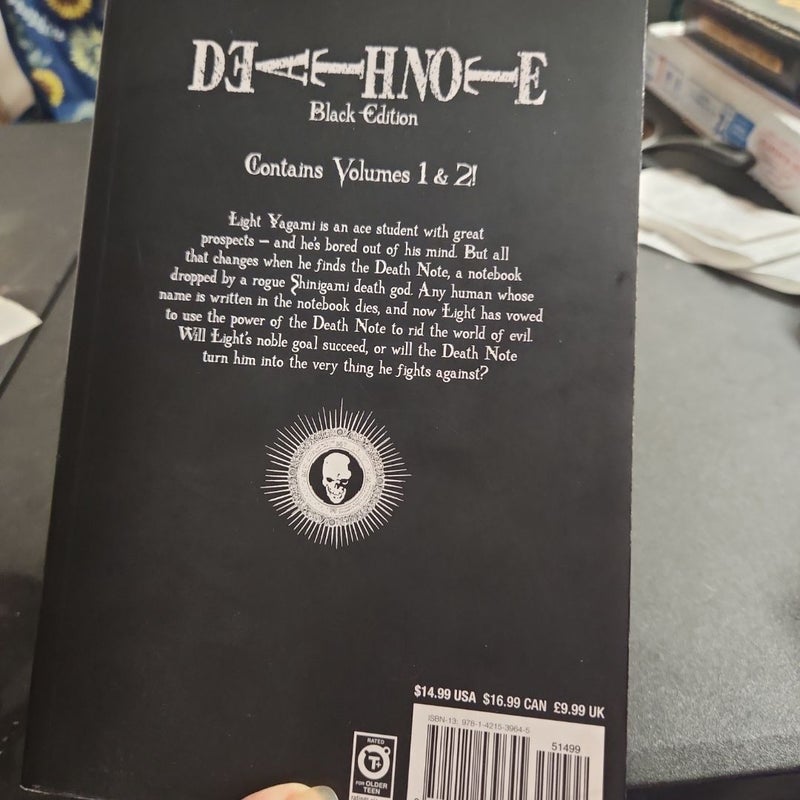 DEATH NOTE
Black Edition
Contains Volumes 1 & 2!
Light Yagami is an ace student with great
prospects – and he's bored out of his mind. But all
that changes when he finds the Death Note, a notebook
dropped by a rogue Shinigami death god. Any human whose
name is written in the notebook dies, and now Light has vowed
to use the power of the Death Note to rid the world of evil.
Will Light's noble goal succeed, or will the Death Note
turn him into the very thing he fights against?
$14.99 USA $16.99 CAN £9.99 UK
ISBN-13: 978-1-4215-3964-5
51499
RATED
T+
FOR OLDER
TEEN